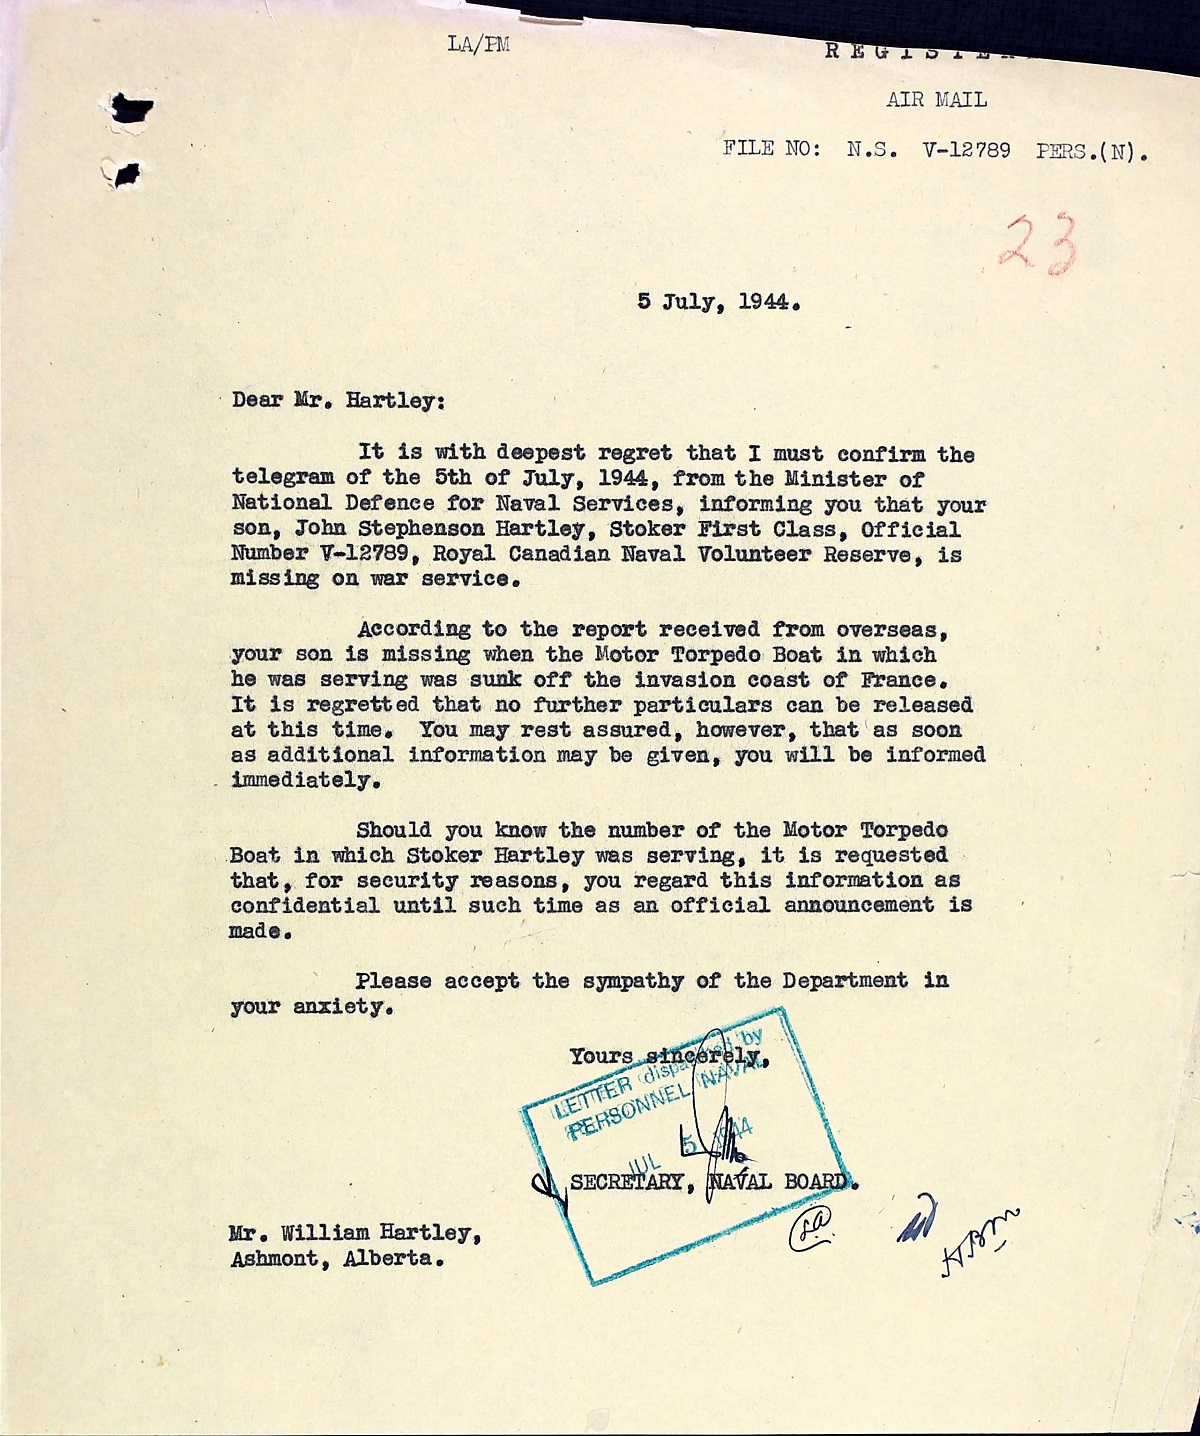 LA/PM
REGISTERE
AIR MAIL
FILE NO: N.S. V-12789 PERS.(N).
23
5 July, 1944.
Dear Mr. Hartley:
It is with deepest regret that I must confirm the
telegram of the 5th of July, 1944, from the Minister of
National Defence for Naval Services, informing you that your
son, John Stephenson Hartley, Stoker First Class, Official
Number V-12789, Royal Canadian Naval Volunteer Reserve, is
missing on war service.
According to the report received from overseas,
your son is missing when the Motor Torpedo Boat in which
he was serving was sunk off the invasion coast of France.
It is regretted that no further particulars can be released
at this time. You may rest assured, however, that as soon
as additional information may be given, you will be informed
immediately.
Should you know the number of the Motor Torpedo
Boat in which Stoker Hartley was serving, it is requested
that, for security reasons, you regard this information as
confidential until such time as an official announcement is
made.
Please accept the sympathy of the Department in
your anxiety.
Yours sincerely,
LETTER dispatched by
PERSONNEL NAVAL
JUL 5 1944
SECRETARY, NAVAL BOARD.
Mr. William Hartley,
Ashmont, Alberta.
LA
HBM